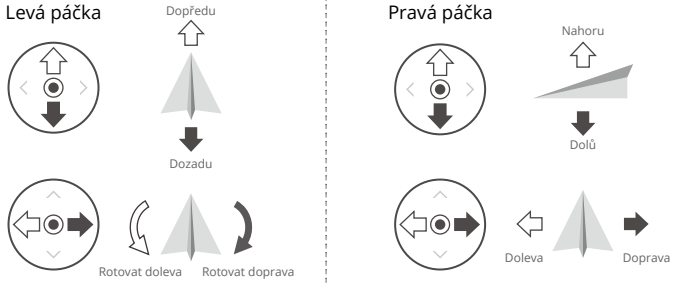 Levá páčka
Dopředu
Dozadu
Rotovat doleva
Rotovat doprava
Pravá páčka
Nahoru
Dolů
Doleva
Doprava